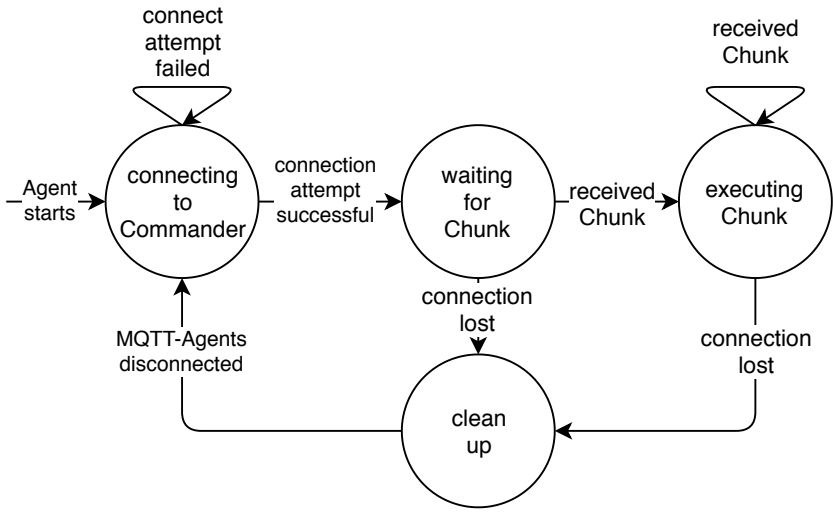 connect
attempt
failed
received
Chunk
Agent
starts
connecting
to
Commander
connection
attempt
successful
waiting
for
Chunk
received
Chunk
executing
Chunk
connection
lost
MQTT-Agents
disconnected
connection
lost
clean
up